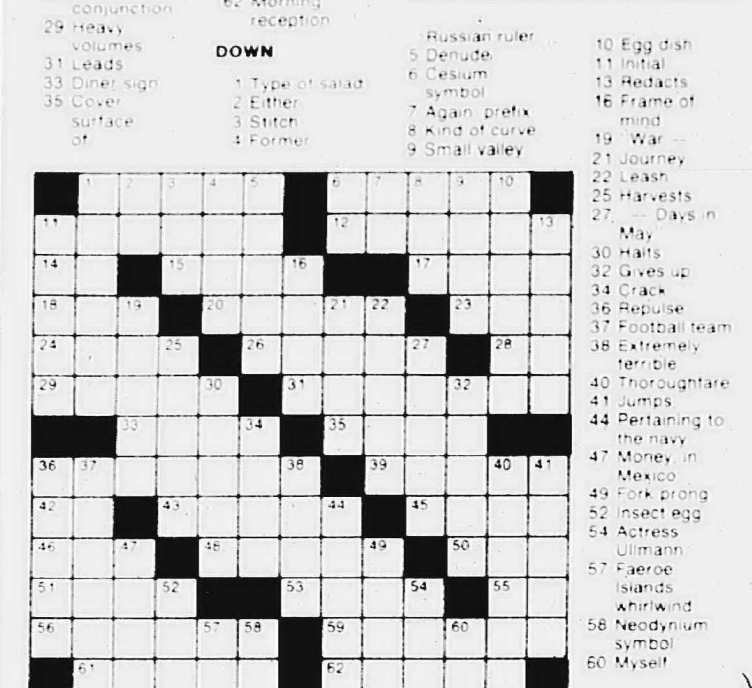 conjunction
29 Heavy
volumes
31 Leads
33 Diner sign
35 Cover
surface
of
62 Morning
reception
DOWN
1 Type of salad
2 Either
3 Stitch
4 Former
Russian ruler
5 Denude
6 Cesium
symbol
7 Again: prefix
8 Kind of curve
9 Small valley
10 Egg dish
11 Initial
13 Redacts
16 Frame of
mind
19 War --
21 Journey
22 Leash
25 Harvests
27 -- Days in
May
30 Halts
32 Gives up
34 Crack
36 Repulse
37 Football team
38 Extremely
terrible
40 Thoroughfare
41 Jumps
44 Pertaining to
the navy
47 Money, in
Mexico
49 Fork prong
52 Insect egg
54 Actress
Ullmann
57 Faeroe
Islands
whirlwind
58 Neodynium
symbol
60 Myself
1 2 3 4 5 6 7 8 9 10
11 12 13
14 15 16 17
18 19 20 21 22 23
24 25 26 27 28
29 30 31 32
33 34 35
36 37 38 39 40 41
42 43 44 45
46 47 48 49 50
51 52 53 54 55
56 57 58 59 60
61 62